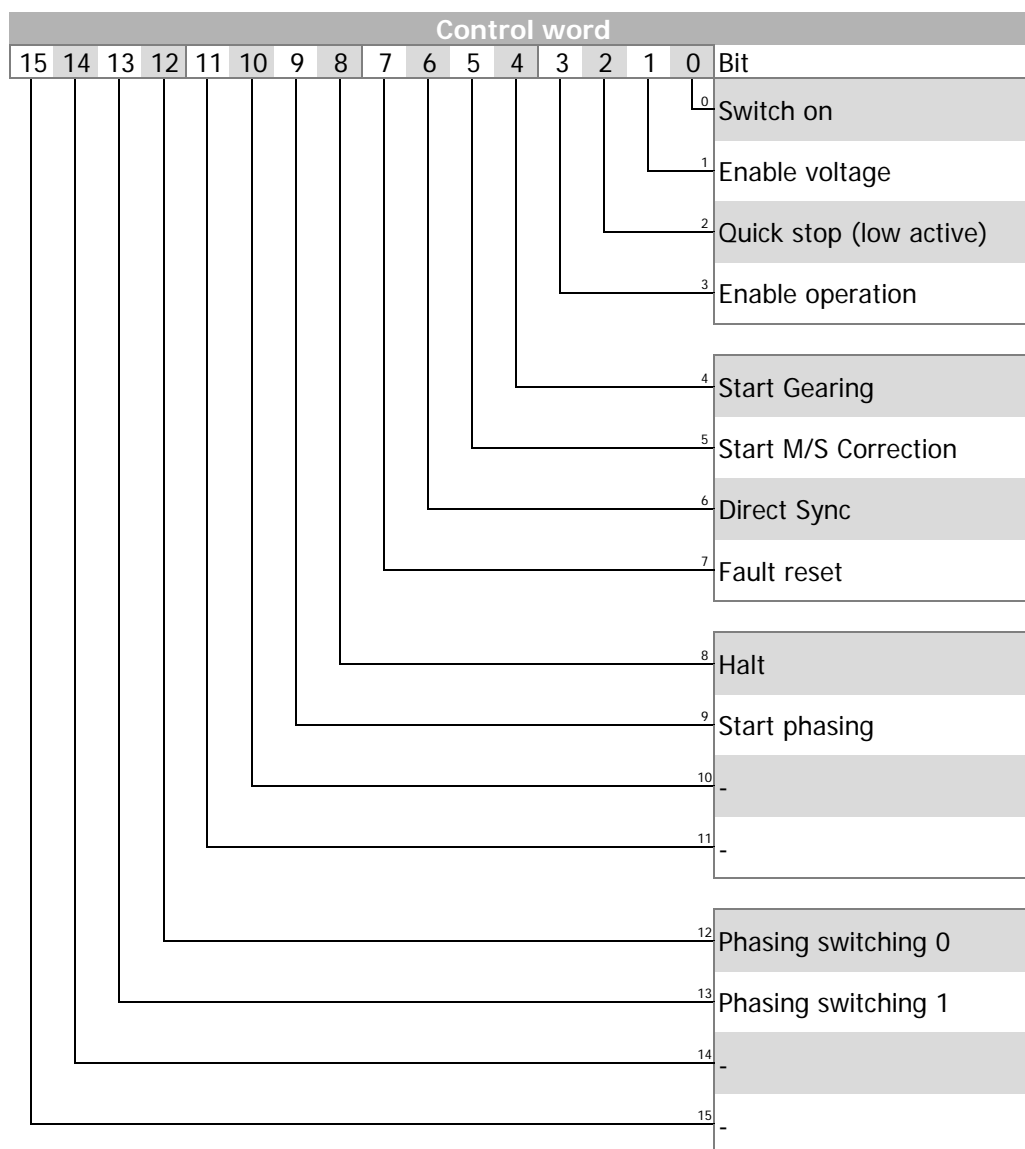 Control word
15 14 13 12 11 10 9 8 7 6 5 4 3 2 1 0 Bit
0 Switch on
1 Enable voltage
2 Quick stop (low active)
3 Enable operation
4 Start Gearing
5 Start M/S Correction
6 Direct Sync
7 Fault reset
8 Halt
9 Start phasing
10 -
11 -
12 Phasing switching 0
13 Phasing switching 1
14 -
15 -